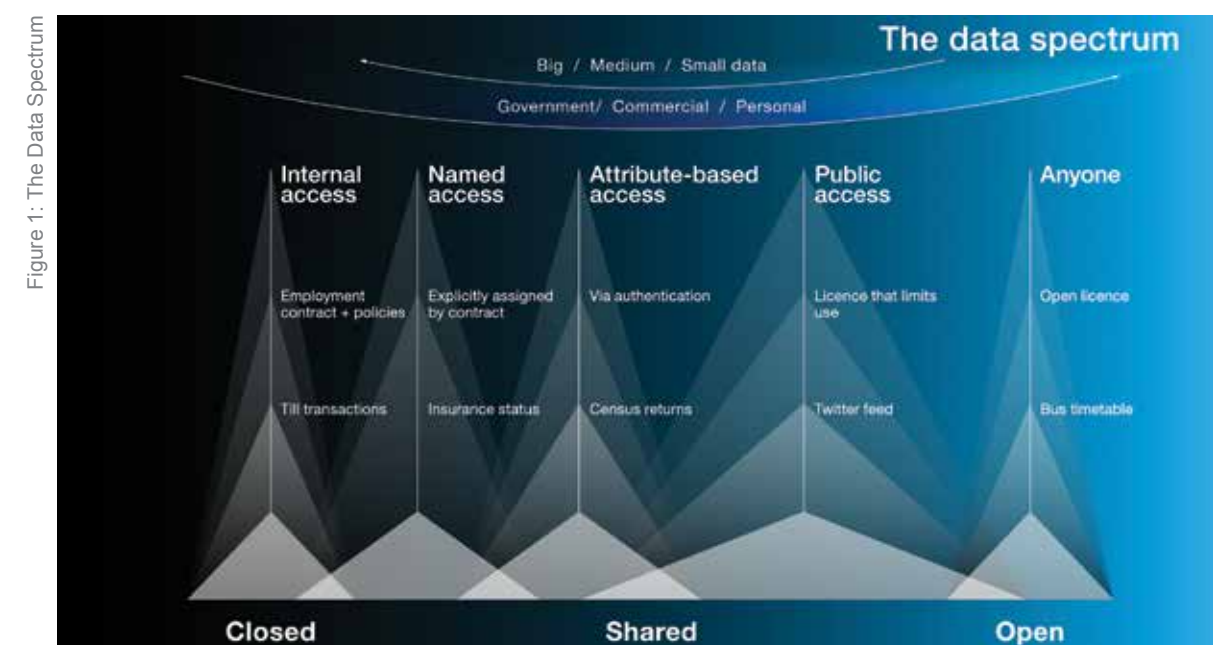 Figure 1: The Data Spectrum
The data spectrum
Big / Medium / Small data
Government/ Commercial / Personal
Internal
access
Named
access
Attribute-based
access
Public
access
Anyone
Employment
contract + policies
Explicitly assigned
by contract
Via authentication
Licence that limits
use
Open licence
Till transactions
Insurance status
Census returns
Twitter feed
Bus timetable
Closed
Shared
Open